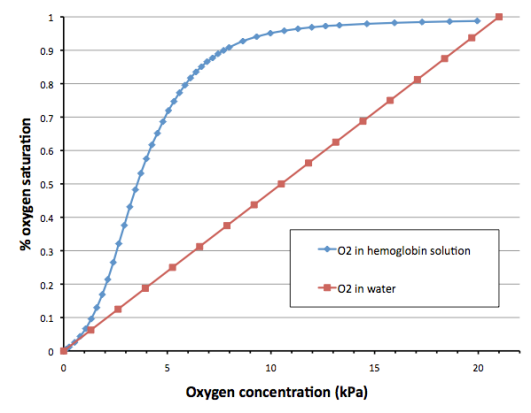 % oxygen saturation
1
0.9
0.8
0.7
0.6
0.5
0.4
0.3
0.2
0.1
0
O2 in hemoglobin solution
O2 in water
0 5 10 15 20
Oxygen concentration (kPa)